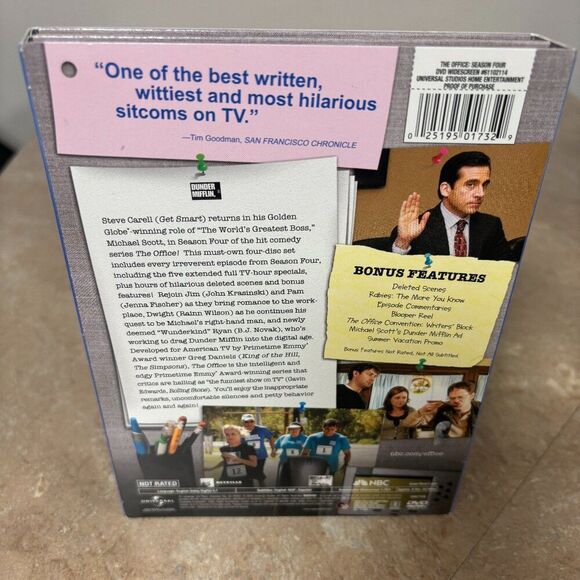 "One of the best written,
wittiest and most hilarious
sitcoms on TV."
—Tim Goodman, SAN FRANCISCO CHRONICLE
THE OFFICE: SEASON FOUR
DVD WIDESCREEN #61102114
UNIVERSAL STUDIOS HOME ENTERTAINMENT
PROOF OF PURCHASE
0 25195 01732 9
DUNDER
MIFFLIN
Steve Carell (Get Smart) returns in his Golden
Globe®-winning role of "The World's Greatest Boss,"
Michael Scott, in Season Four of the hit comedy
series The Office! This must-own four-disc set
includes every irreverent episode from Season Four,
including the five extended full TV-hour specials,
plus hours of hilarious deleted scenes and bonus
features! Rejoin Jim (John Krasinski) and Pam
(Jenna Fischer) as they bring romance to the work-
place, Dwight (Rainn Wilson) as he continues his
quest to be Michael's right-hand man, and newly
deemed "Wunderkind" Ryan (B.J. Novak), who's
working to drag Dunder Mifflin into the digital age.
Developed for American TV by Primetime Emmy®
Award winner Greg Daniels (King of the Hill,
The Simpsons), The Office is the intelligent and
edgy Primetime Emmy® Award-winning series that
critics are hailing as "the funniest show on TV" (Gavin
Edwards, Rolling Stone). You'll enjoy the inappropriate
remarks, uncomfortable silences and petty behavior
again and again!
BONUS FEATURES
Deleted Scenes
Rabies: The More You Know
Episode Commentaries
Blooper Reel
The Office Convention: Writers' Block
Michael Scott's Dunder Mifflin Ad
Summer Vacation Promo
Bonus Features Not Rated, Not All Subtitled.
nbc.com/office
NOT RATED
REVEILLE
NBC
UNIVERSAL
DVD